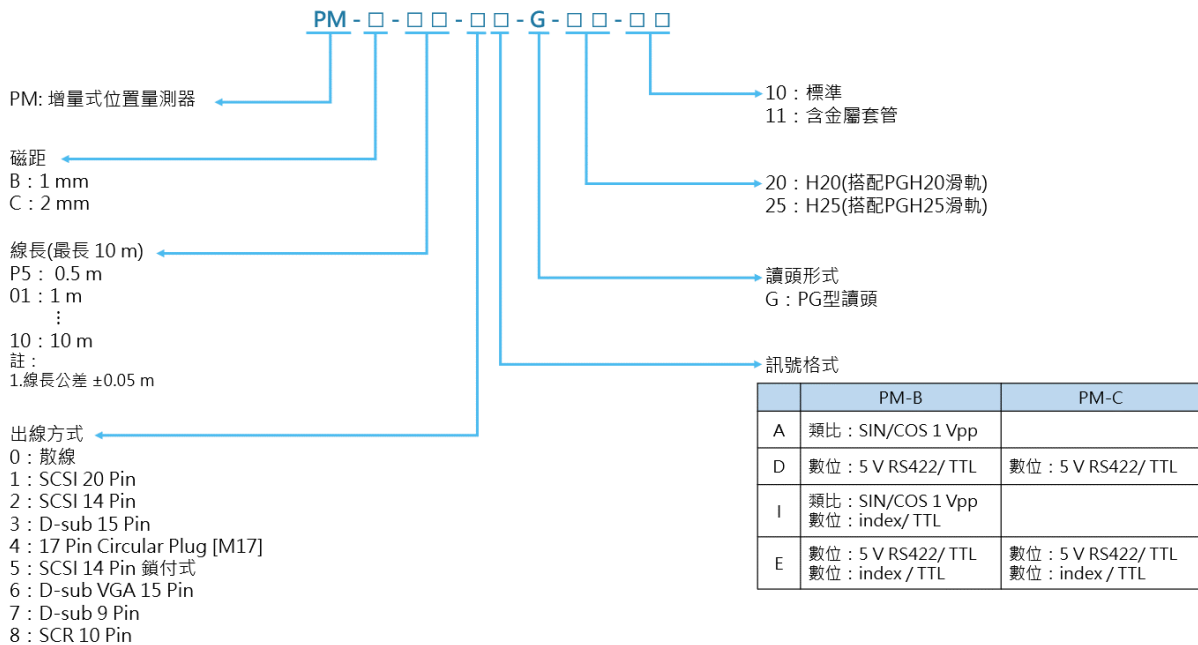 PM - □ - □ □ - □ □ - G - □ □ - □ □
PM: 增量式位置量測器
磁距
B：1 mm
C：2 mm
線長(最長 10 m)
P5： 0.5 m
01：1 m
⋮
10：10 m
註：
1.線長公差 ±0.05 m
出線方式
0：散線
1：SCSI 20 Pin
2：SCSI 14 Pin
3：D-sub 15 Pin
4：17 Pin Circular Plug [M17]
5：SCSI 14 Pin 鎖付式
6：D-sub VGA 15 Pin
7：D-sub 9 Pin
8：SCR 10 Pin
10：標準
11：含金屬套管
20：H20(搭配PGH20滑軌)
25：H25(搭配PGH25滑軌)
讀頭形式
G：PG型讀頭
訊號格式
PM-B PM-C
A 類比：SIN/COS 1 Vpp
D 數位：5 V RS422/ TTL 數位：5 V RS422/ TTL
I 類比：SIN/COS 1 Vpp
數位：index/ TTL
E 數位：5 V RS422/ TTL 數位：5 V RS422/ TTL
數位：index / TTL 數位：index / TTL